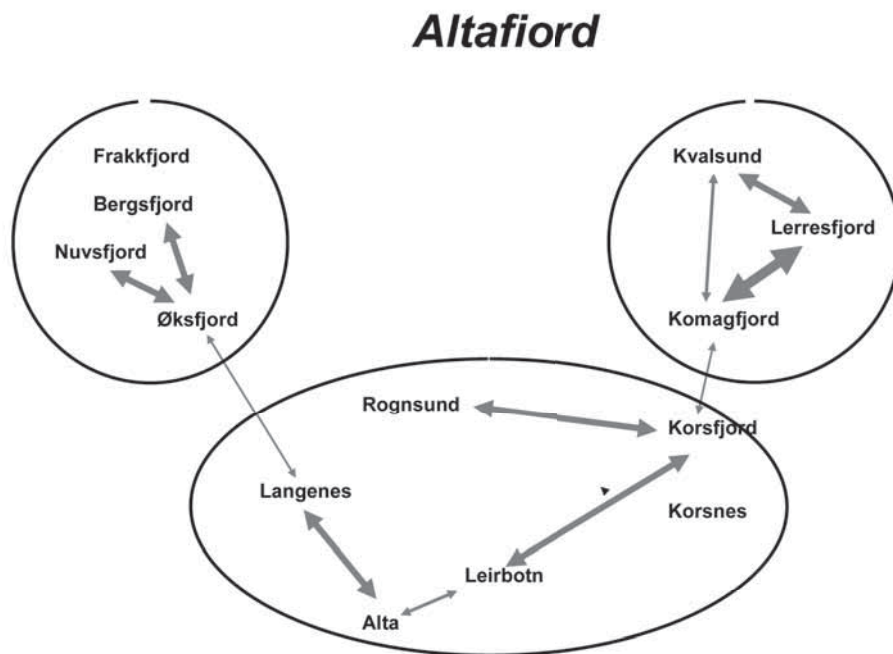 Altafiord
Frakkfjord
Bergsfjord
Nuvsfjord
Øksfjord
Kvalsund
Lerresfjord
Komagfjord
Rognsund
Korsfjord
Langenes
Korsnes
Leirbotn
Alta